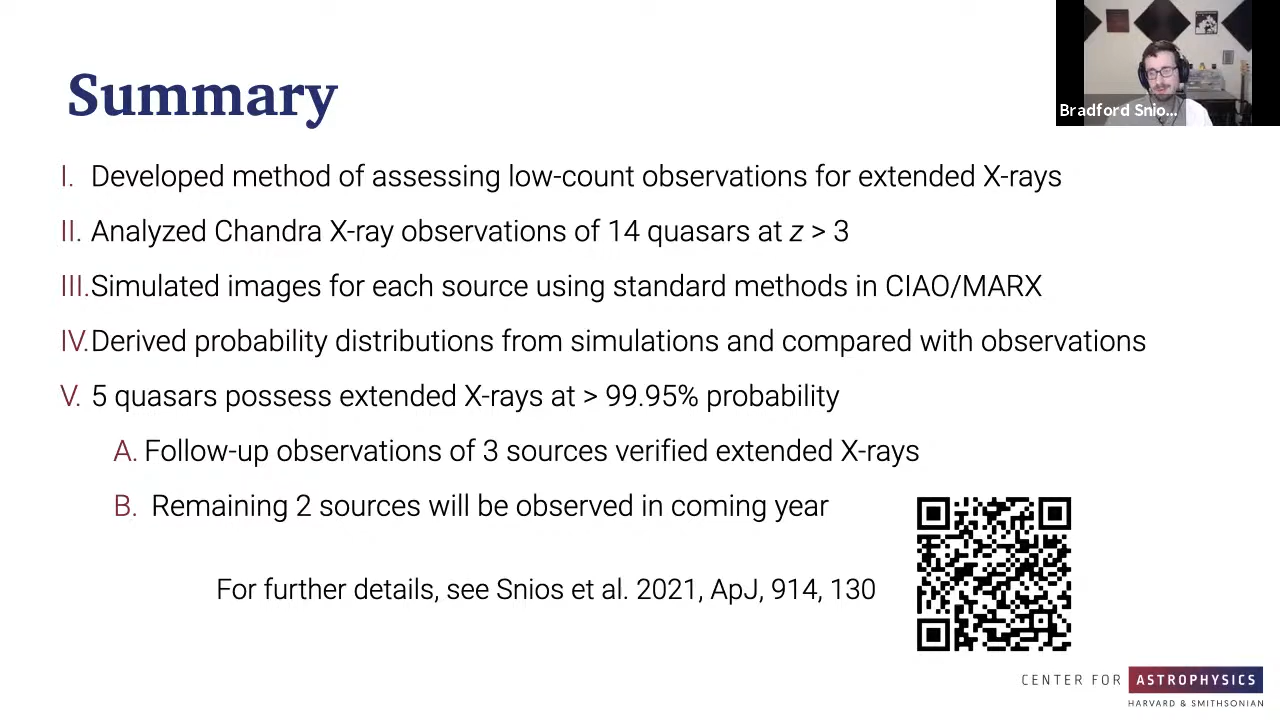 Summary
Bradford Snio...
I. Developed method of assessing low-count observations for extended X-rays
II. Analyzed Chandra X-ray observations of 14 quasars at z > 3
III. Simulated images for each source using standard methods in CIAO/MARX
IV. Derived probability distributions from simulations and compared with observations
V. 5 quasars possess extended X-rays at > 99.95% probability
A. Follow-up observations of 3 sources verified extended X-rays
B. Remaining 2 sources will be observed in coming year
For further details, see Snios et al. 2021, ApJ, 914, 130
CENTER FOR ASTROPHYSICS
HARVARD & SMITHSONIAN